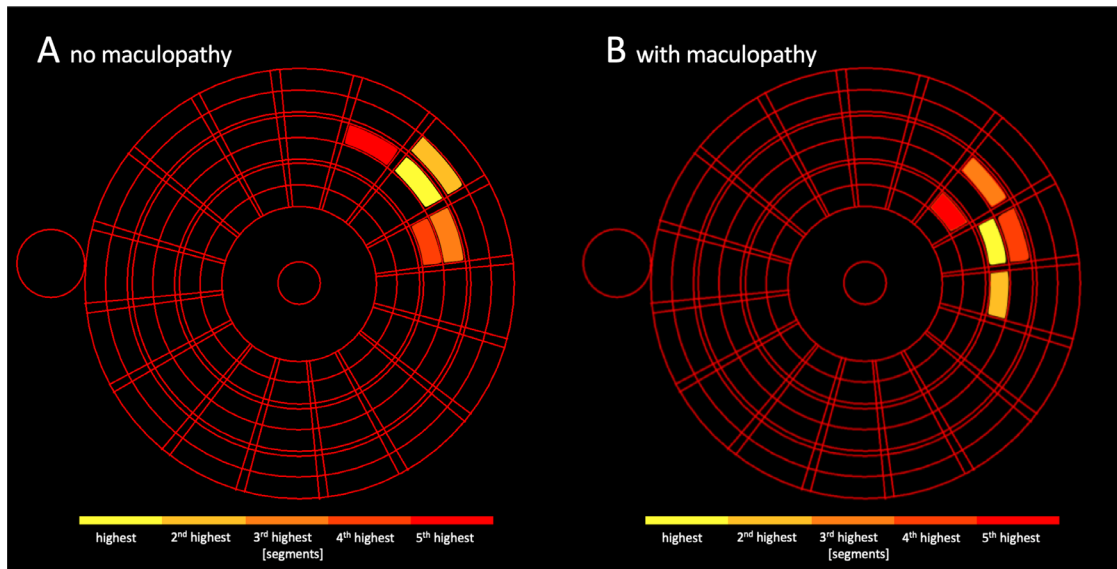 A no maculopathy
B with maculopathy
highest 2nd highest 3rd highest 4th highest 5th highest
[segments]
highest 2nd highest 3rd highest 4th highest 5th highest
[segments]